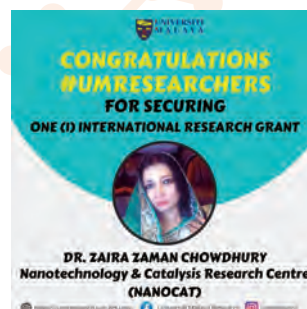 UNIVERSITI
MALAYA
CONGRATULATIONS
#UMRESEARCHERS
FOR SECURING
ONE (1) INTERNATIONAL RESEARCH GRANT
DR. ZAIRA ZAMAN CHOWDHURY
Nanotechnology & Catalysis Research Centre
(NANOCAT)